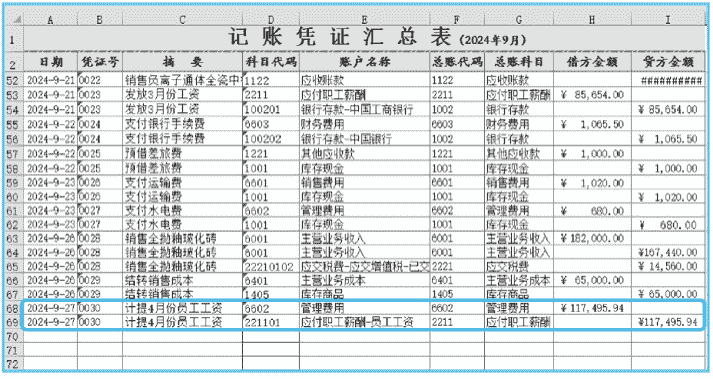 A B C D E F G H I
1 记账凭证汇总表(2024年9月)
2 日期 凭证号 摘 要 科目代码 账户名称 总账代码 总账科目 借方金额 贷方金额
52 2024-9-21 0022 销售负离子通体全瓷中 1122 应收账款 1122 应收账款 ##########
53 2024-9-21 0023 发放3月份工资 2211 应付职工薪酬 2211 应付职工薪酬 ¥ 85,654.00
54 2024-9-21 0023 发放3月份工资 100201 银行存款-中国工商银行 1002 银行存款 ¥ 85,654.00
55 2024-9-22 0024 支付银行手续费 6603 财务费用 6603 财务费用 ¥ 1,065.50
56 2024-9-22 0024 支付银行手续费 100202 银行存款-中国银行 1002 银行存款 ¥ 1,065.50
57 2024-9-22 0025 预借差旅费 1221 其他应收款 1221 其他应收款 ¥ 1,000.00
58 2024-9-22 0025 预借差旅费 1001 库存现金 1001 库存现金 ¥ 1,000.00
59 2024-9-23 0026 支付运输费 6601 销售费用 6601 销售费用 ¥ 1,020.00
60 2024-9-23 0026 支付运输费 1001 库存现金 1001 库存现金 ¥ 1,020.00
61 2024-9-23 0027 支付水电费 6602 管理费用 6602 管理费用 ¥ 680.00
62 2024-9-23 0027 支付水电费 1001 库存现金 1001 库存现金 ¥ 680.00
63 2024-9-26 0028 销售全抛釉玻化砖 6001 主营业务收入 6001 主营业务收入 ¥182,000.00
64 2024-9-26 0028 销售全抛釉玻化砖 6001 主营业务收入 6001 主营业务收入 ¥167,440.00
65 2024-9-26 0028 销售全抛釉玻化砖 22210102 应交税费-应交增值税-已交 2221 应交税费 ¥ 14,560.00
66 2024-9-26 0029 结转销售成本 6401 主营业务成本 6401 主营业务成本 ¥ 65,000.00
67 2024-9-26 0029 结转销售成本 1405 库存商品 1405 库存商品 ¥ 65,000.00
68 2024-9-27 0030 计提4月份员工工资 6602 管理费用 6602 管理费用 ¥117,495.94
69 2024-9-27 0030 计提4月份员工工资 221101 应付职工薪酬-员工工资 2211 应付职工薪酬 ¥117,495.94
70
71
72